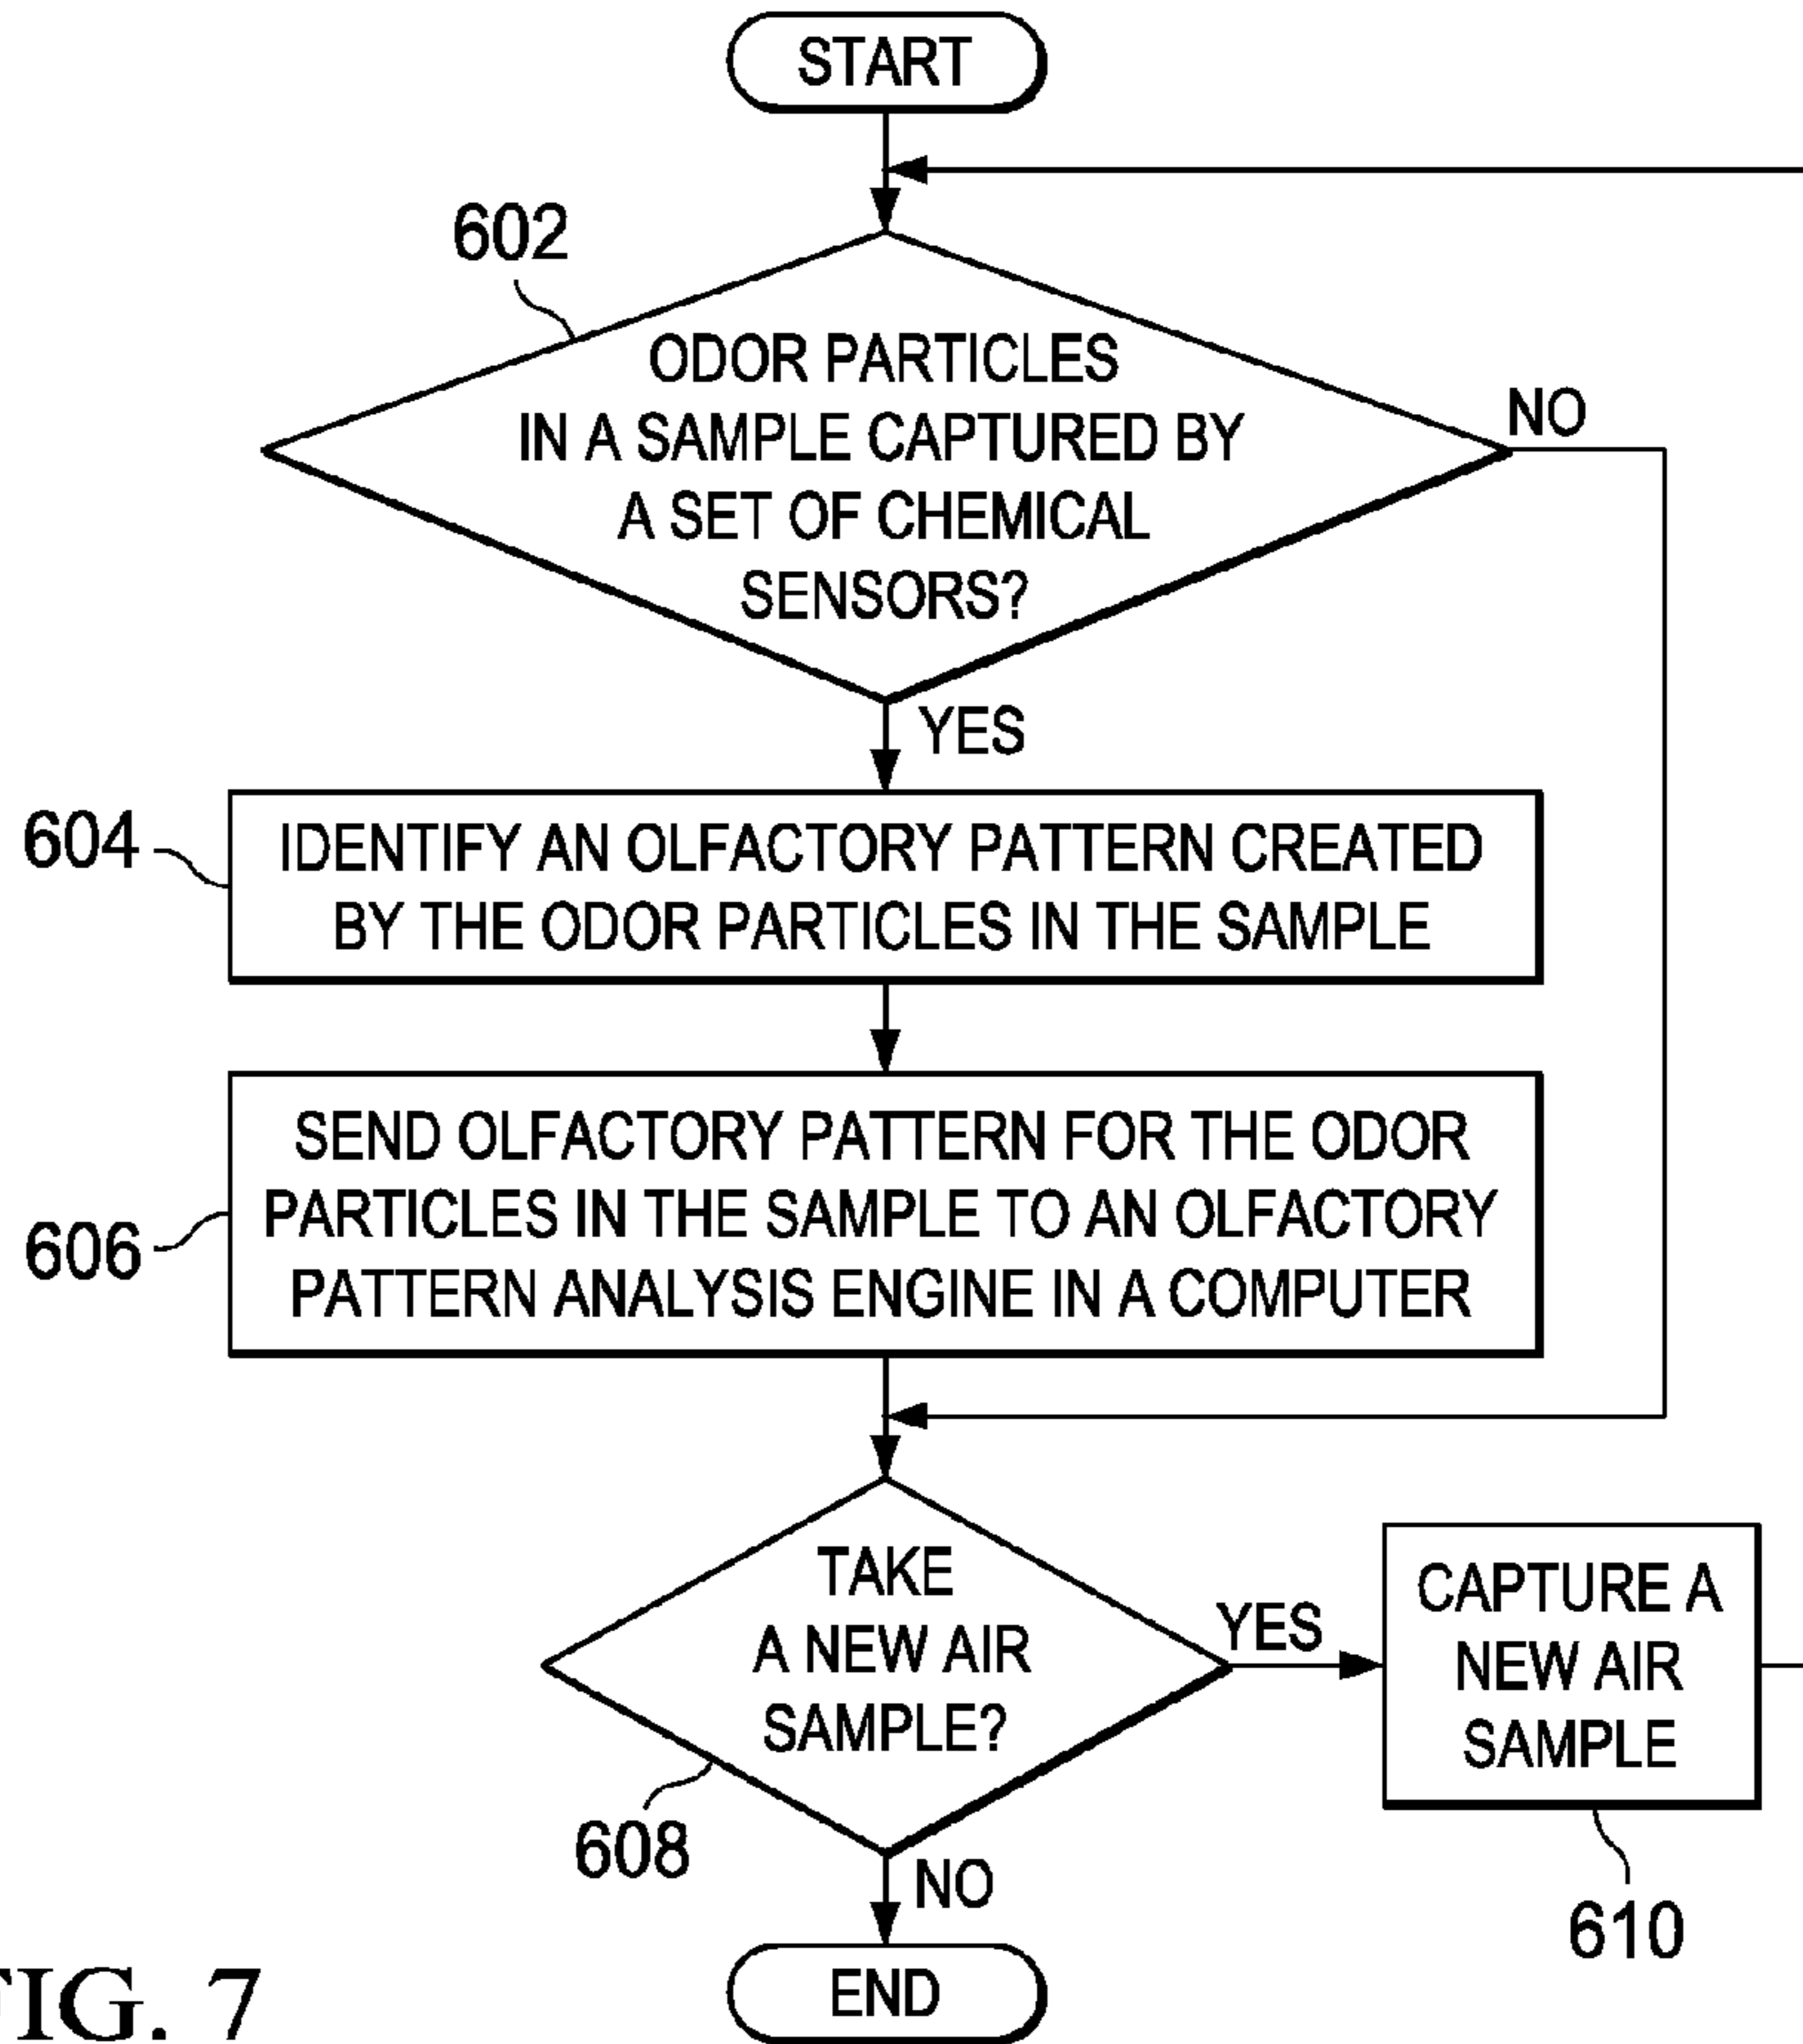 START
602
ODOR PARTICLES
IN A SAMPLE CAPTURED BY
A SET OF CHEMICAL
SENSORS?
NO
YES
604
IDENTIFY AN OLFACTORY PATTERN CREATED
BY THE ODOR PARTICLES IN THE SAMPLE
606
SEND OLFACTORY PATTERN FOR THE ODOR
PARTICLES IN THE SAMPLE TO AN OLFACTORY
PATTERN ANALYSIS ENGINE IN A COMPUTER
TAKE
A NEW AIR
SAMPLE?
608
YES
CAPTURE A
NEW AIR
SAMPLE
610
NO
END
FIG. 7